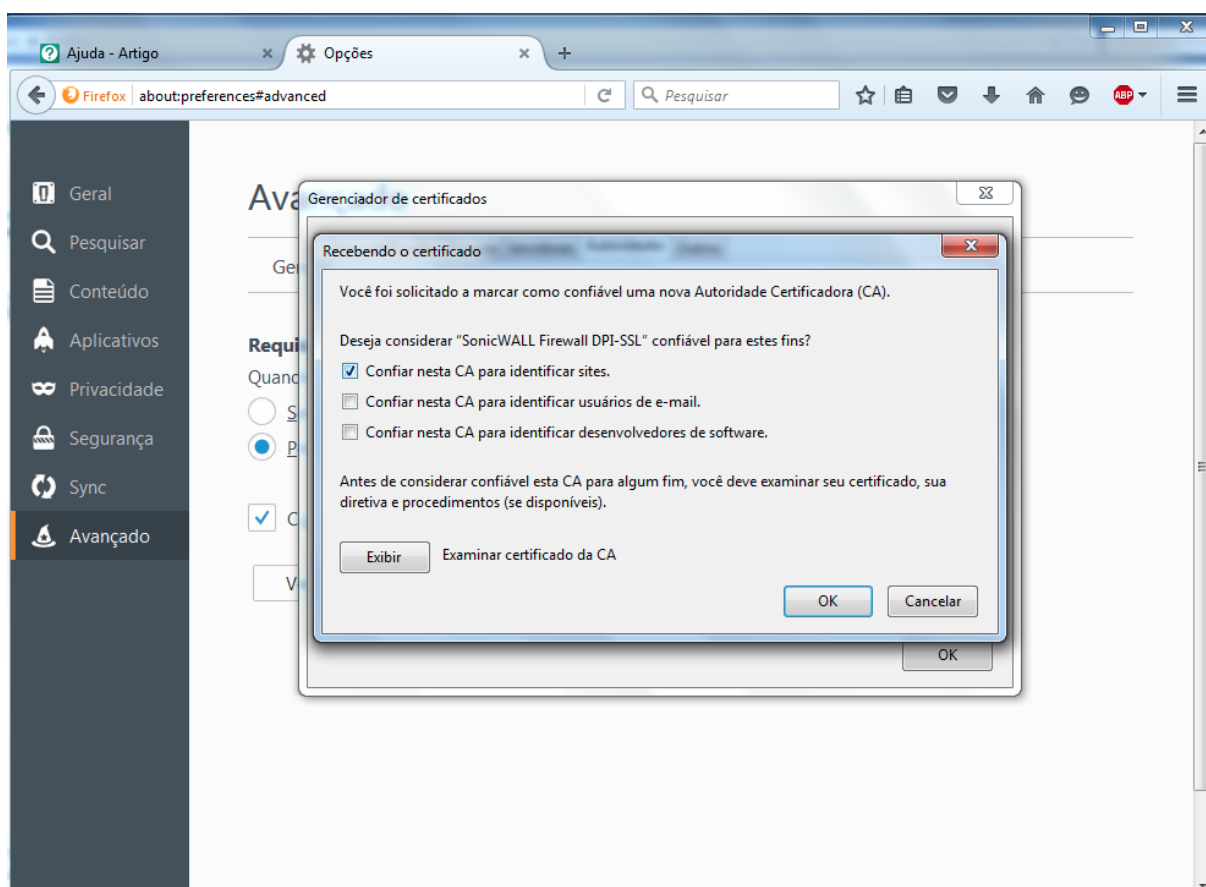 Ajuda - Artigo
Opções
Firefox
about:preferences#advanced
Pesquisar
ABP
Geral
Pesquisar
Conteúdo
Aplicativos
Privacidade
Segurança
Sync
Avançado
Gerenciador de certificados
Recebendo o certificado
Você foi solicitado a marcar como confiável uma nova Autoridade Certificadora (CA).
Deseja considerar “SonicWALL Firewall DPI-SSL” confiável para estes fins?
Confiar nesta CA para identificar sites.
Confiar nesta CA para identificar usuários de e-mail.
Confiar nesta CA para identificar desenvolvedores de software.
Antes de considerar confiável esta CA para algum fim, você deve examinar seu certificado, sua
diretiva e procedimentos (se disponíveis).
Exibir
Examinar certificado da CA
OK
Cancelar
OK